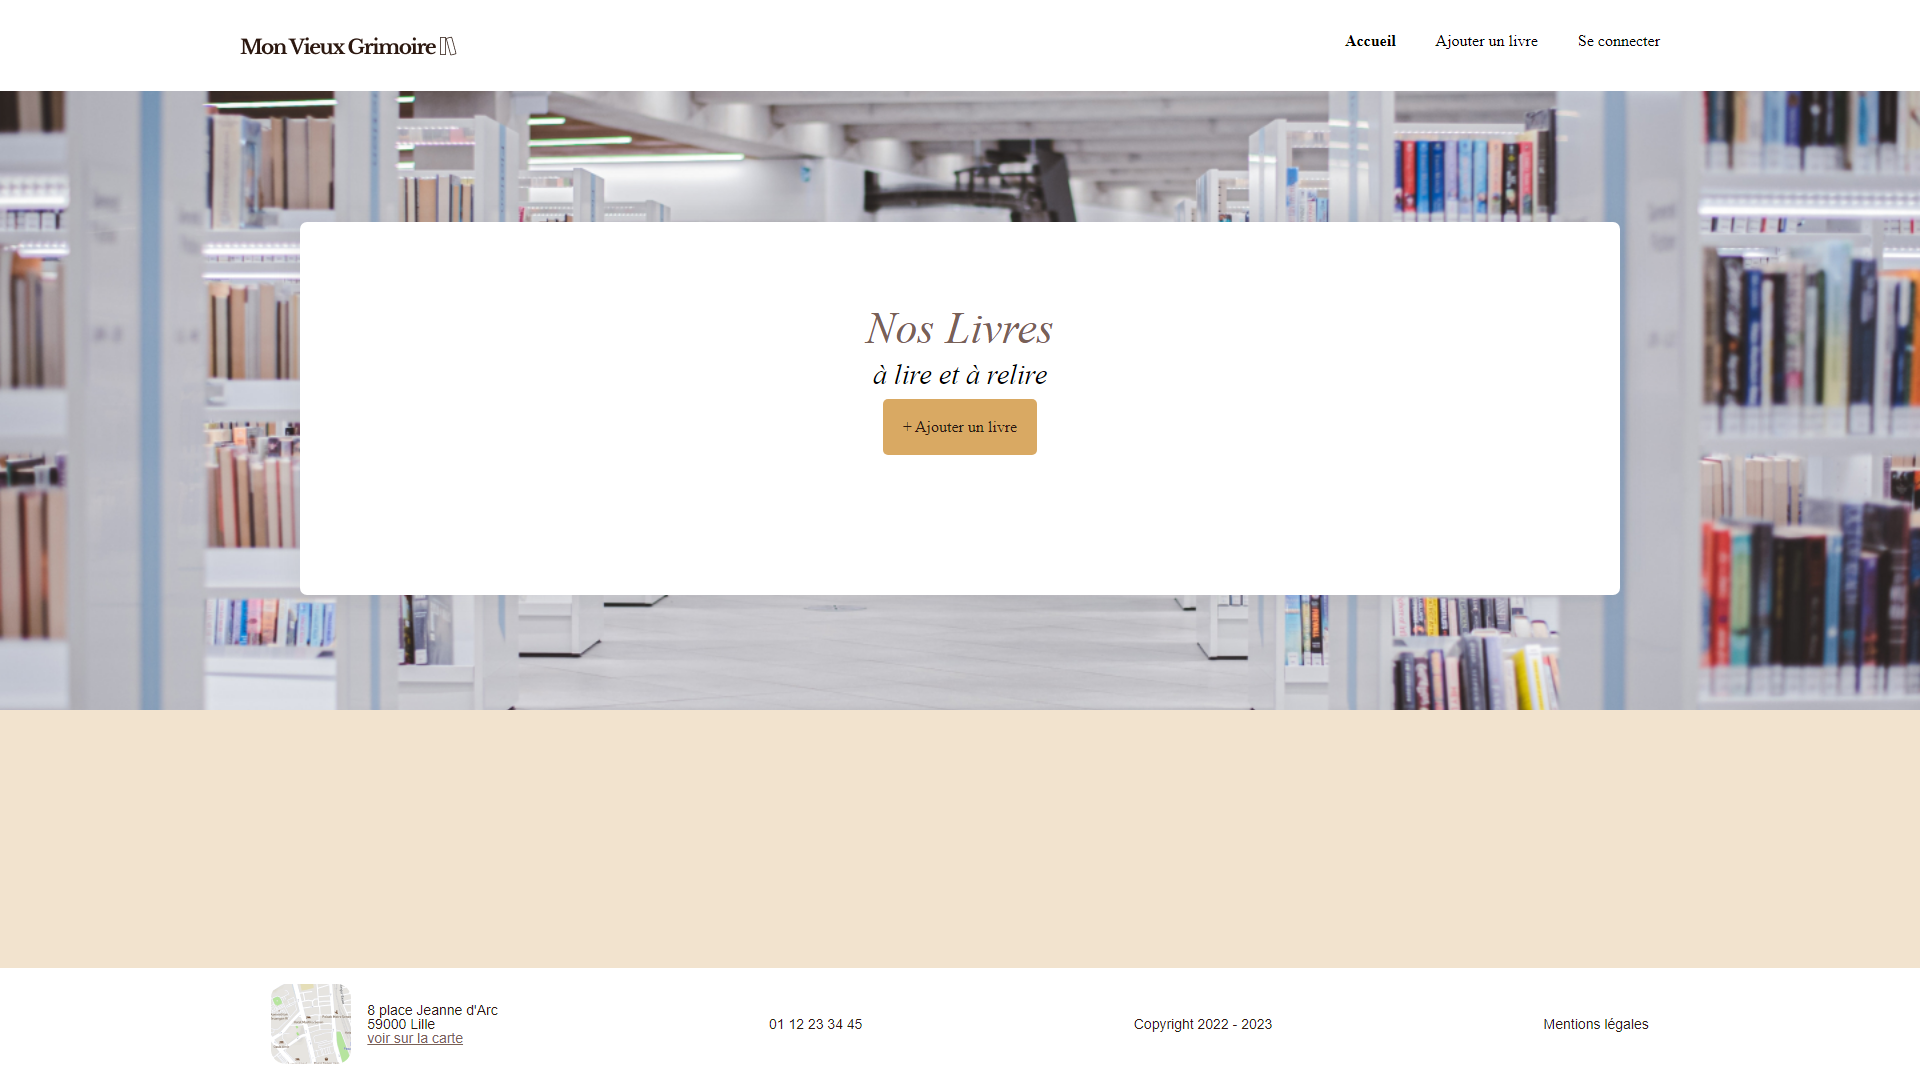 Mon Vieux Grimoire
Accueil
Ajouter un livre
Se connecter
Nos Livres
à lire et à relire
+ Ajouter un livre
8 place Jeanne d'Arc
59000 Lille
voir sur la carte
01 12 23 34 45
Copyright 2022 - 2023
Mentions légales